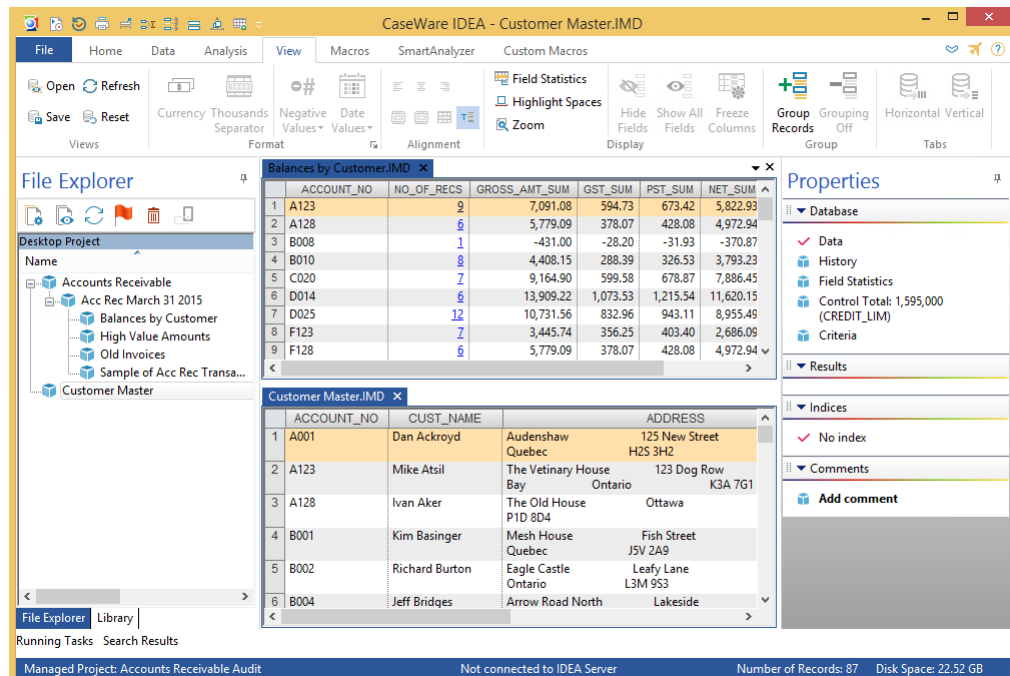 CaseWare IDEA - Customer Master.IMD
File Home Data Analysis View Macros SmartAnalyzer Custom Macros
Open Refresh
Save Reset
Views
Currency Thousands Separator Negative Values Date Values
Format
Alignment
Field Statistics
Highlight Spaces
Zoom
Hide Fields Show All Fields Freeze Columns
Display
Group Records Grouping Off
Group
Horizontal Vertical
Tabs
File Explorer
Desktop Project
Name
Accounts Receivable
Acc Rec March 31 2015
Balances by Customer
High Value Amounts
Old Invoices
Sample of Acc Rec Transa...
Customer Master
File Explorer Library
Balances by Customer.IMD
ACCOUNT_NO NO_OF_RECS GROSS_AMT_SUM GST_SUM PST_SUM NET_SUM
1 A123 9 7,091.08 594.73 673.42 5,822.93
2 A128 6 5,779.09 378.07 428.08 4,972.94
3 B008 1 -431.00 -28.20 -31.93 -370.87
4 B010 8 4,408.15 288.39 326.53 3,793.23
5 C020 7 9,164.90 599.58 678.87 7,886.45
6 D014 6 13,909.22 1,073.53 1,215.54 11,620.15
7 D025 12 10,731.56 832.96 943.11 8,955.49
8 F123 7 3,445.74 356.25 403.40 2,686.09
9 F128 6 5,779.09 378.07 428.08 4,972.94
Customer Master.IMD
ACCOUNT_NO CUST_NAME ADDRESS
1 A001 Dan Ackroyd Audenshaw 125 New Street
Quebec H2S 3H2
2 A123 Mike Atsil The Vetinary House 123 Dog Row
Bay Ontario K3A 7G1
3 A128 Ivan Aker The Old House Ottawa
P1D 8D4
4 B001 Kim Basinger Mesh House Fish Street
Quebec J5V 2A9
5 B002 Richard Burton Eagle Castle Leafy Lane
Ontario L3M 9S3
6 B004 Jeff Bridges Arrow Road North Lakeside
Properties
Database
Data
History
Field Statistics
Control Total: 1,595,000
(CREDIT_LIM)
Criteria
Results
Indices
No index
Comments
Add comment
Running Tasks Search Results
Managed Project: Accounts Receivable Audit Not connected to IDEA Server Number of Records: 87 Disk Space: 22.52 GB